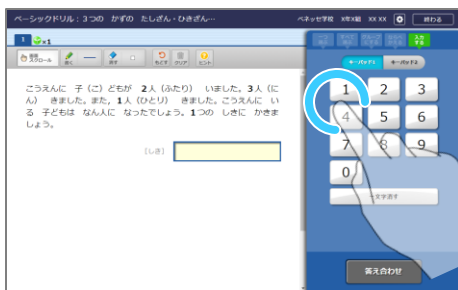 ベーシックドリル：3つの かずの たしざん・ひきざん…
ベネッセ学校 X年X組 XX XX 終わる
1 ×1
画面スクロール 書く 消す もどす クリア ヒント
入力する
キーパッド1 キーパッド2
こうえんに 子（こ）どもが 2人（ふたり） いました。3人（に
ん） きました。また，1人（ひとり） きました。こうえんに い
る 子どもは なん人に なったでしょう。1つの しきに かきま
しょう。
［しき］
1 2 3
4 5 6
7 8 9
0
一文字消す
答え合わせ